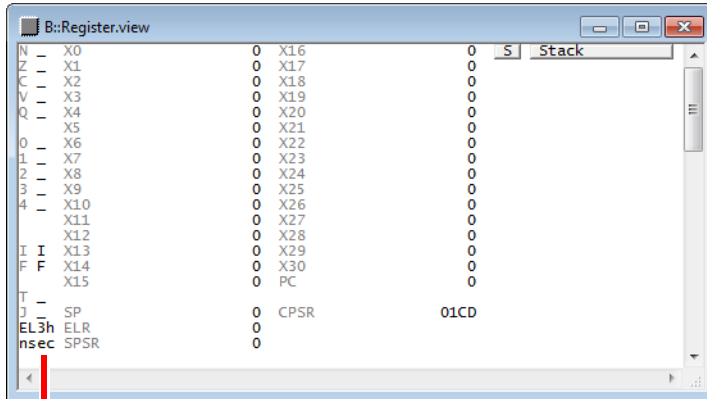 B::Register.view
N _ X0 0 X16 0 S Stack
Z _ X1 0 X17 0
C _ X2 0 X18 0
V _ X3 0 X19 0
Q _ X4 0 X20 0
X5 0 X21 0
0 _ X6 0 X22 0
1 _ X7 0 X23 0
2 _ X8 0 X24 0
3 _ X9 0 X25 0
4 _ X10 0 X26 0
X11 0 X27 0
X12 0 X28 0
I I X13 0 X29 0
F F X14 0 X30 0
X15 0 PC 0
T _
J _ SP 0 CPSR 01CD
EL3h ELR 0
nsec SPSR 0